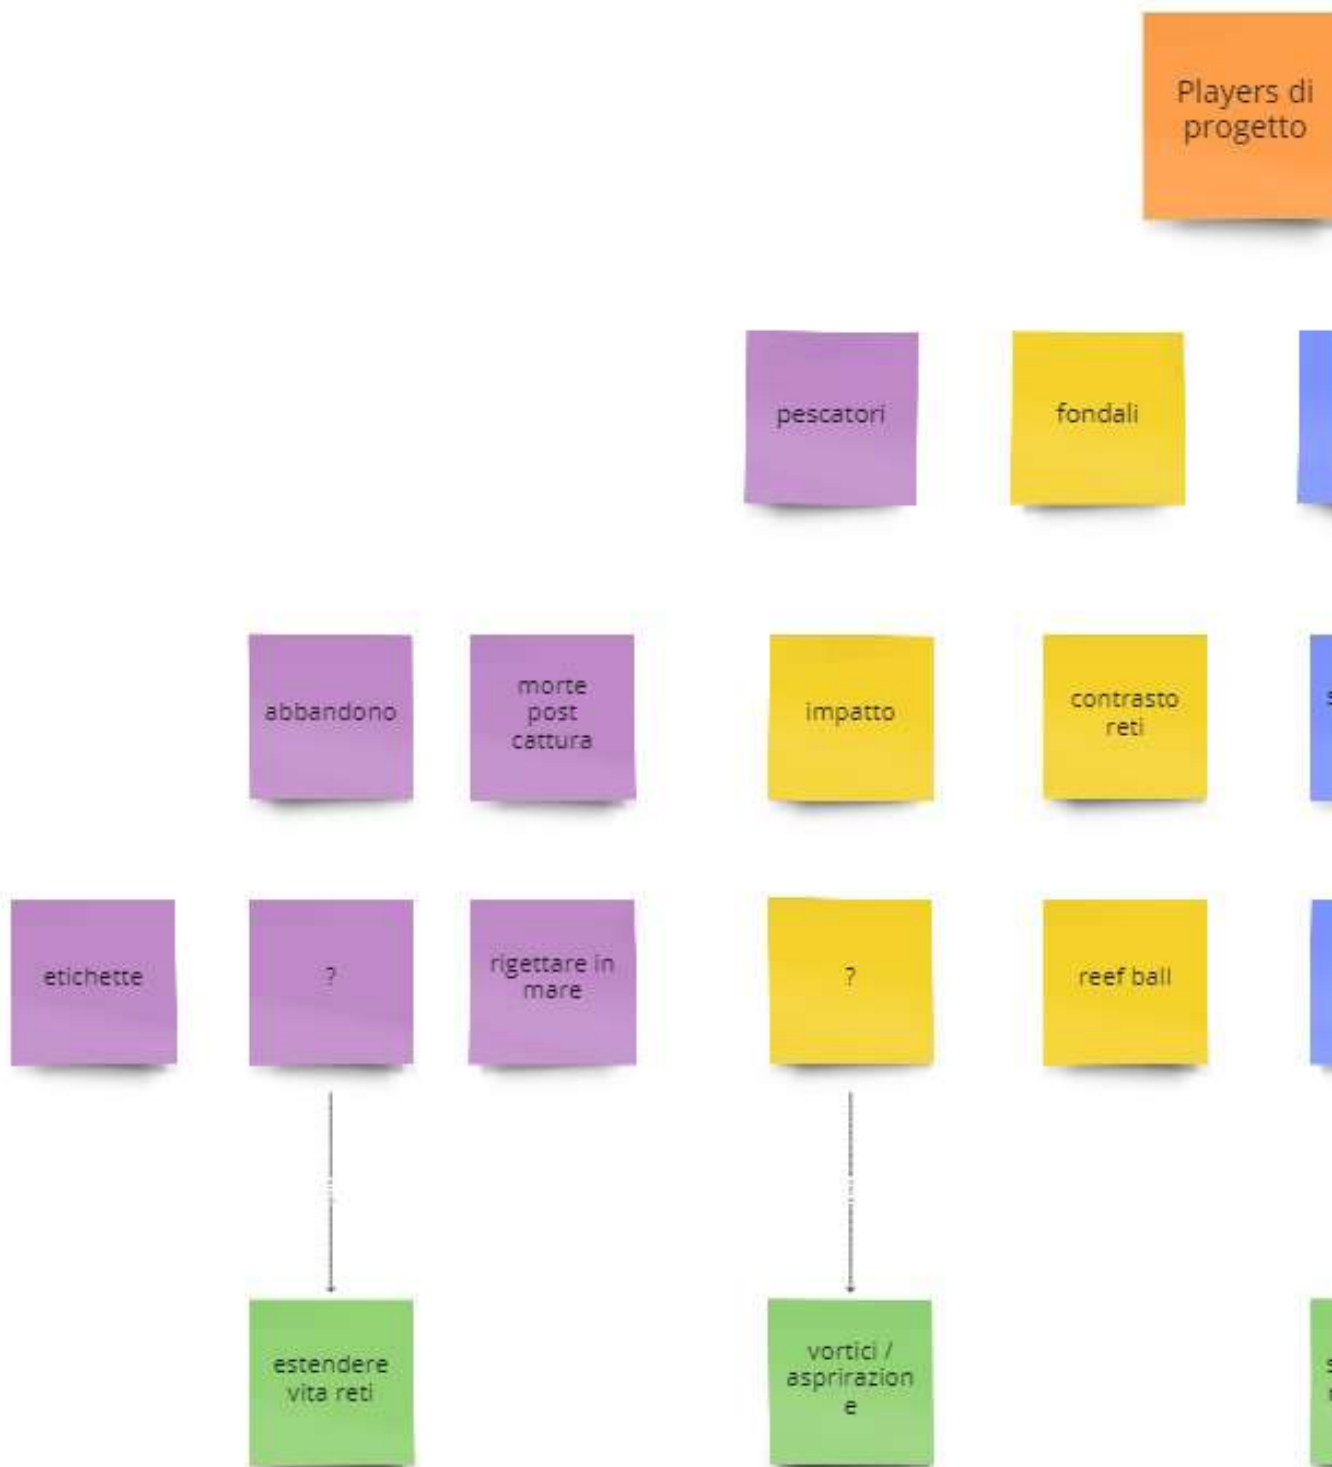 Players di
progetto
pescatori
fondali
abbandono
morte
post
cattura
impatto
contrasto
reti
etichette
?
rigettare in
mare
?
reef ball
estendere
vita reti
vortici /
asprirazion
e